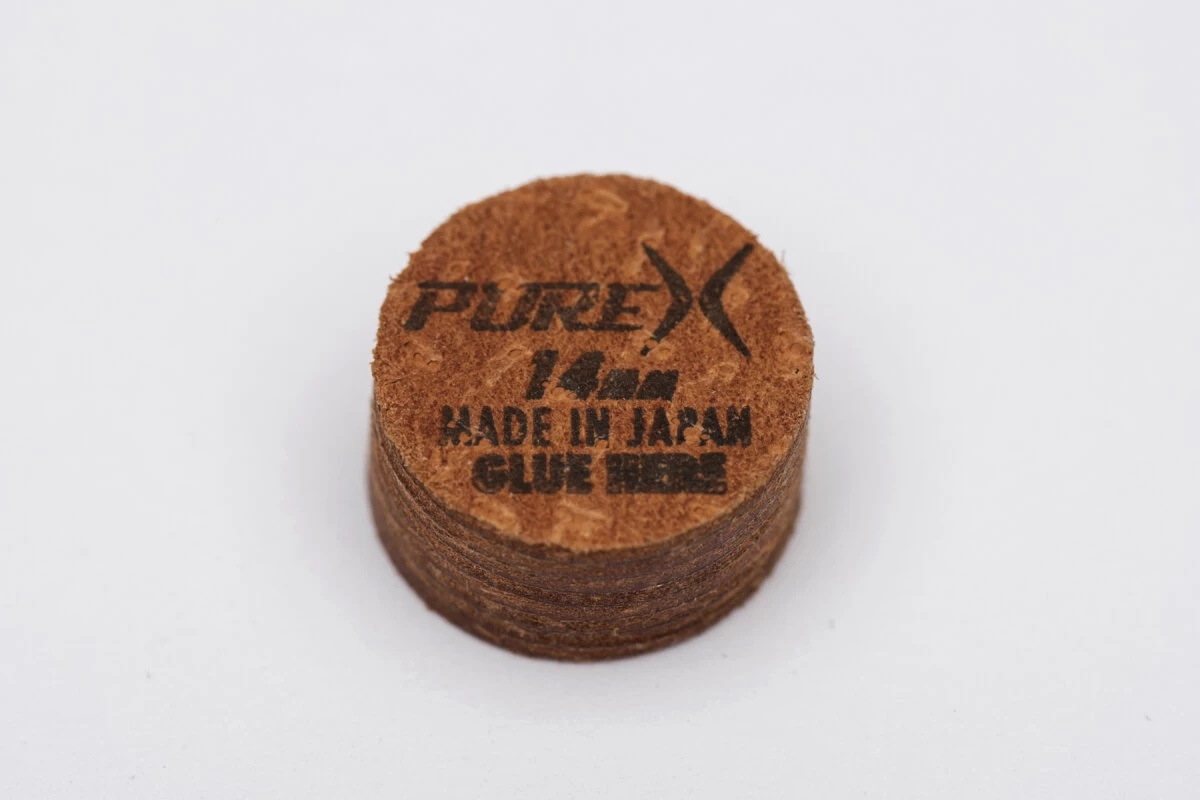 PUREX
14mm
MADE IN JAPAN
GLUE HERE